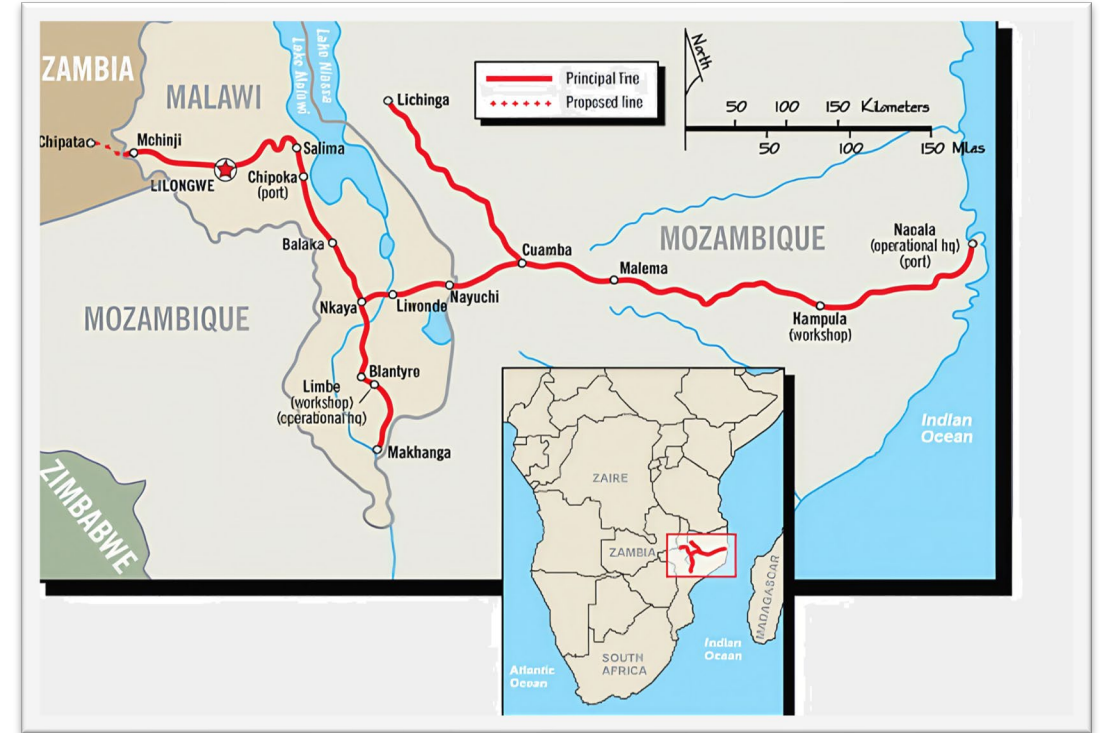 ZAMBIA
MALAWI
Lake Malawi
Lake Niassa
Lichinga
Principal line
Proposed line
North
50 100 150 Kilometers
50 100 150 Mlas
Chipata
Mchinji
Salima
LILONGWE
Chipoka
(port)
Balaka
Cuamba
MOZAMBIQUE
Nacala
(operational hq)
(port)
Malema
Nkaya
Liwonde
Nayuchi
MOZAMBIQUE
Nampula
(workshop)
Blantyre
Limbe
(workshop)
(operational hq)
Makhanga
Indian
Ocean
ZIMBABWE
ZAIRE
ZAMBIA
MADAGASCAR
Indian
Ocean
SOUTH
AFRICA
Atlantic
Ocean